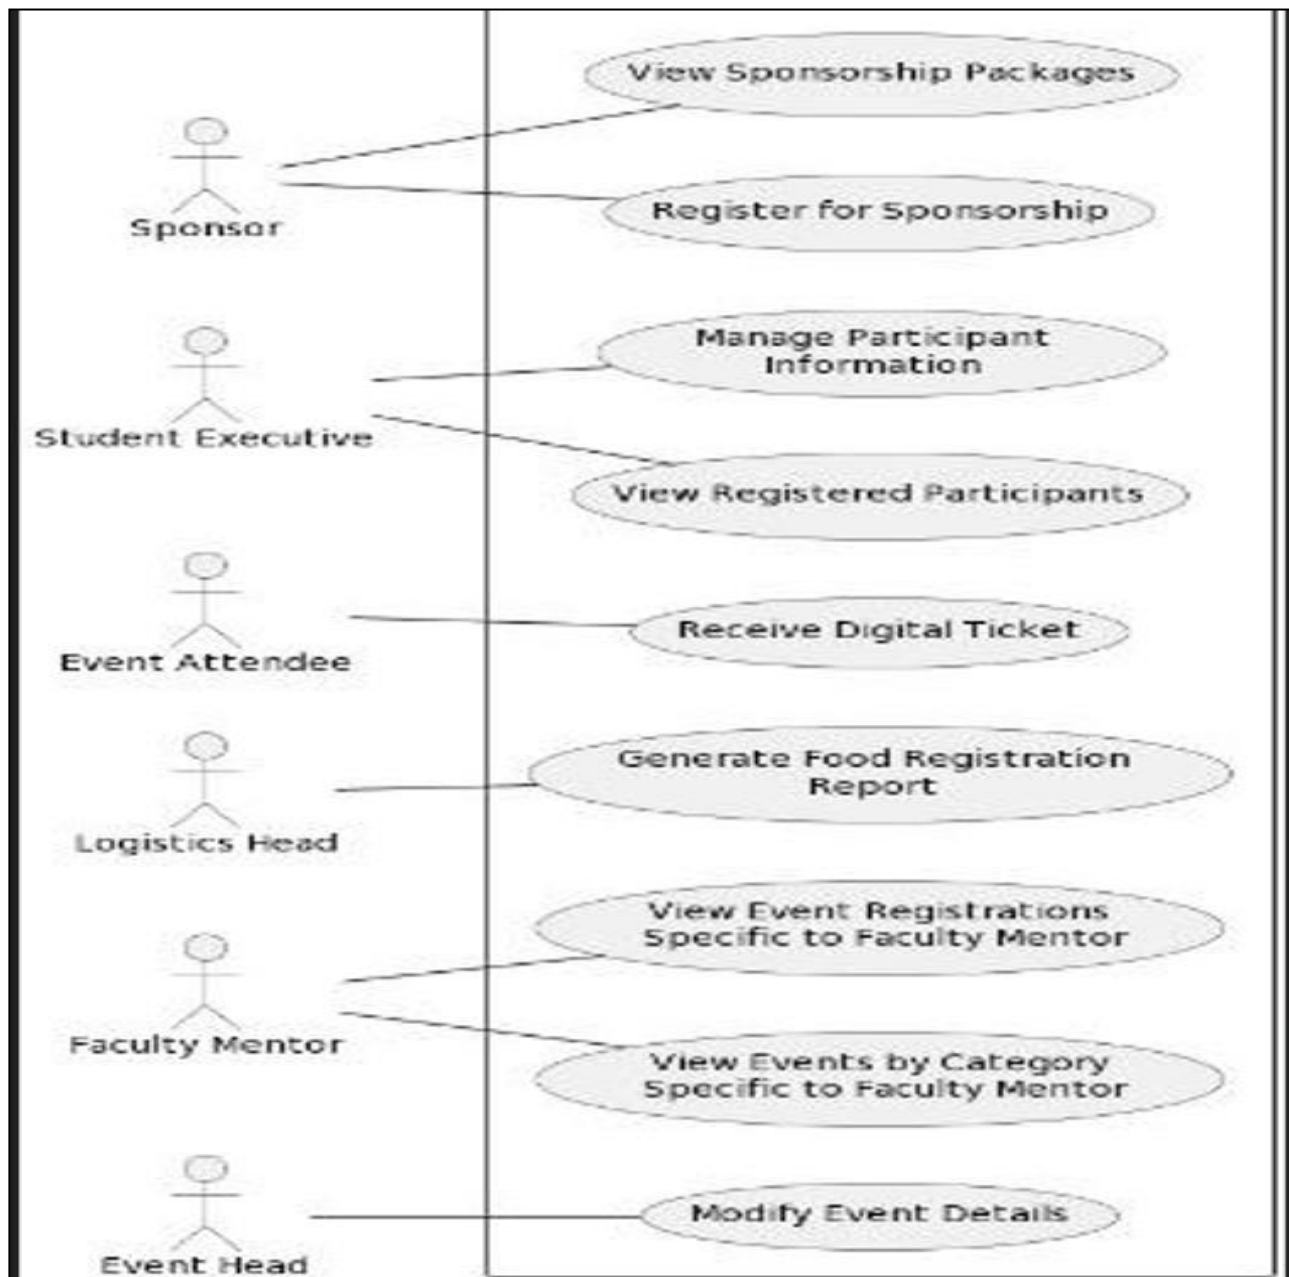 View Sponsorship Packages
Sponsor
Register for Sponsorship
Manage Participant
Information
Student Executive
View Registered Participants
Event Attendee
Receive Digital Ticket
Generate Food Registration
Report
Logistics Head
View Event Registrations
Specific to Faculty Mentor
Faculty Mentor
View Events by Category
Specific to Faculty Mentor
Modify Event Details
Event Head